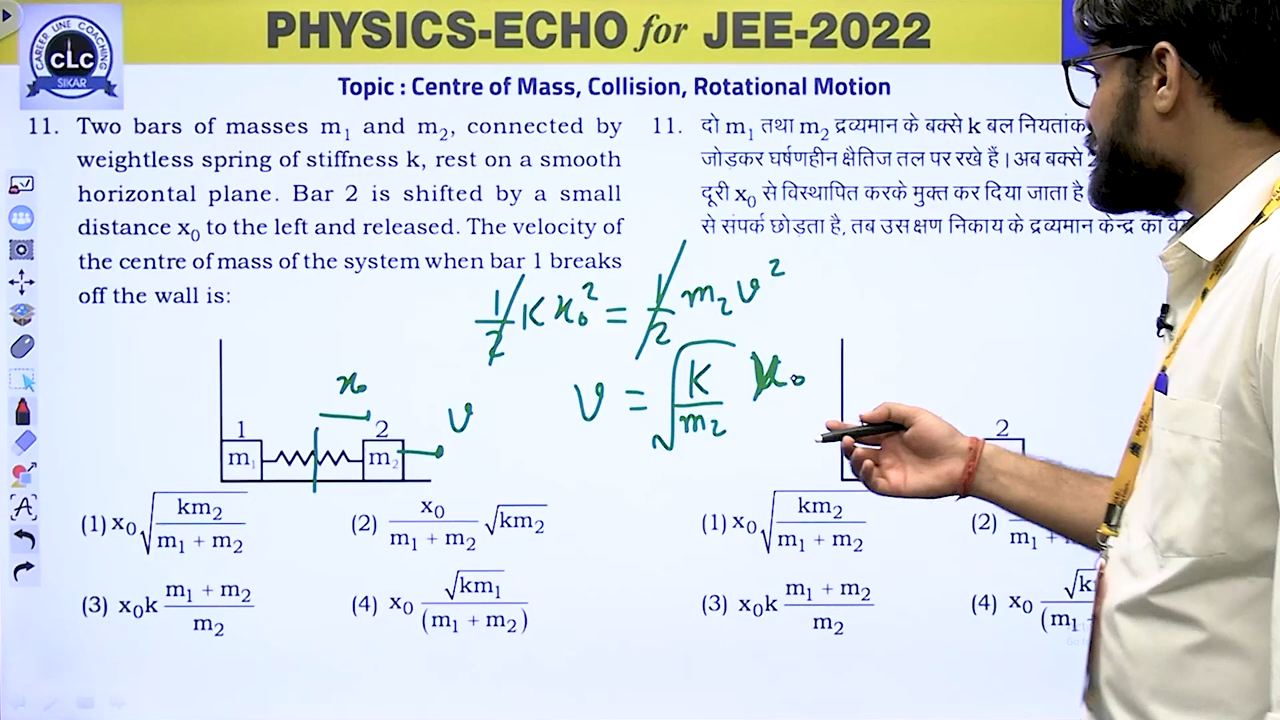 PHYSICS-ECHO for JEE-2022
CAREER LINE COACHING
CLC
SIKAR
Topic : Centre of Mass, Collision, Rotational Motion
11. Two bars of masses m₁ and m₂, connected by
weightless spring of stiffness k, rest on a smooth
horizontal plane. Bar 2 is shifted by a small
distance x₀ to the left and released. The velocity of
the centre of mass of the system when bar 1 breaks
off the wall is:
1/2 K x₀² = 1/2 m₂ v²
v = √(K/m₂) x₀
x₀
v
1 2
m₁ m₂
(1) x₀ √(km₂/(m₁ + m₂)) (2) x₀/(m₁ + m₂) √km₂
(3) x₀k (m₁ + m₂)/m₂ (4) x₀ √km₁/(m₁ + m₂)
11. दो m₁ तथा m₂ द्रव्यमान के बक्से k बल नियतांक
जोड़कर घर्षणहीन क्षैतिज तल पर रखे हैं। अब बक्से
दूरी x₀ से विस्थापित करके मुक्त कर दिया जाता है
से संपर्क छोड़ता है, तब उस क्षण निकाय के द्रव्यमान केन्द्र का
2
(1) x₀ √(km₂/(m₁ + m₂)) (2)
m₁ +
(3) x₀k (m₁ + m₂)/m₂ (4) x₀ √k
(m₁